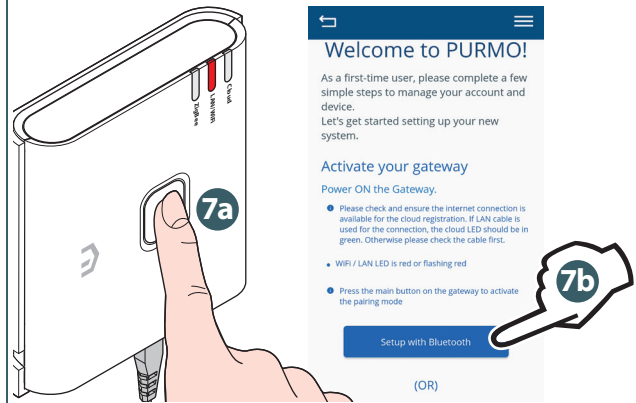 Cloud
LAN/WiFi
ZigBee
7a
Welcome to PURMO!
As a first-time user, please complete a few
simple steps to manage your account and
device.
Let's get started setting up your new
system.
Activate your gateway
Power ON the Gateway.
Please check and ensure the internet connection is
available for the cloud registration. If LAN cable is
used for the connection, the cloud LED should be in
green. Otherwise please check the cable first.
WiFi / LAN LED is red or flashing red
Press the main button on the gateway to activate
the pairing mode
7b
Setup with Bluetooth
(OR)